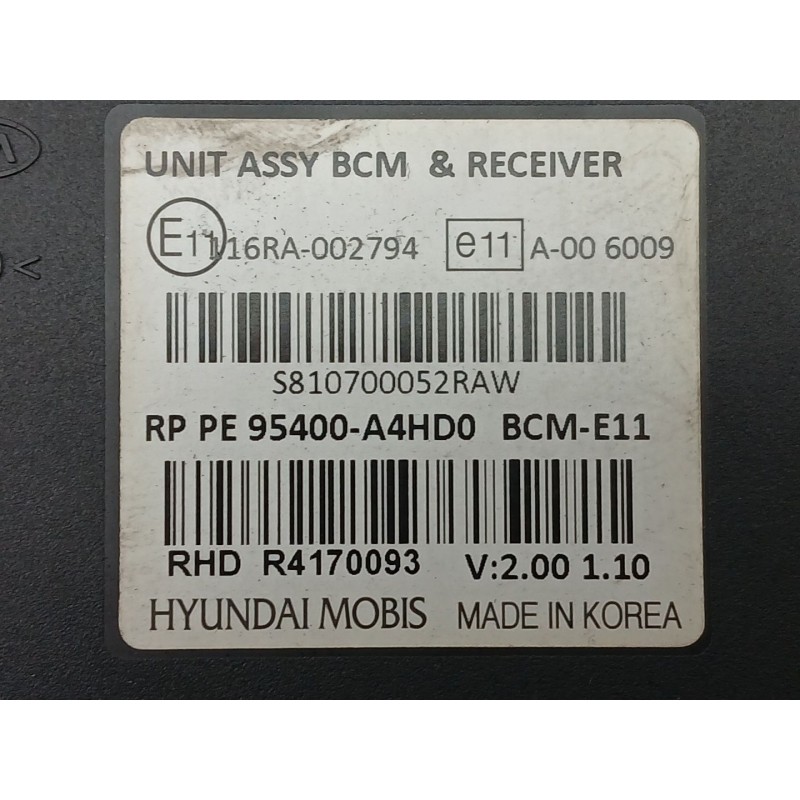 UNIT ASSY BCM & RECEIVER
E11 116RA-002794 e11 A-00 6009
S810700052RAW
RP PE 95400-A4HD0 BCM-E11
RHD R4170093 V:2.00 1.10
HYUNDAI MOBIS MADE IN KOREA